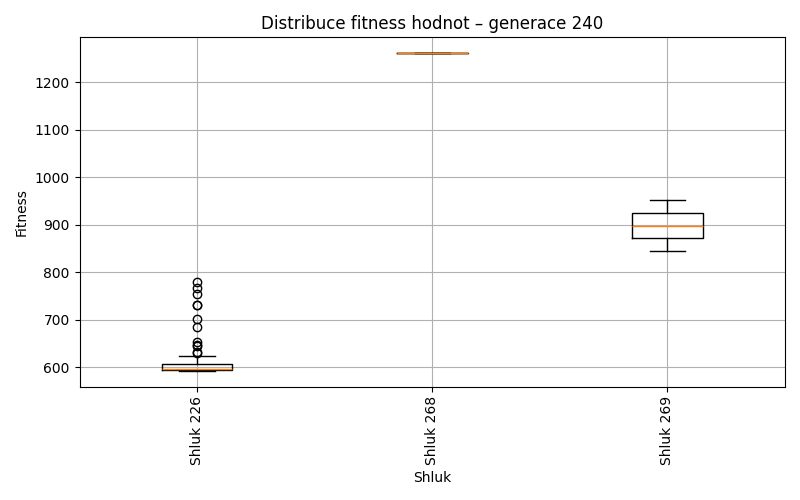 Distribuce fitness hodnot – generace 240
Fitness
1200
1100
1000
900
800
700
600
Shluk 226
Shluk 268
Shluk 269
Shluk